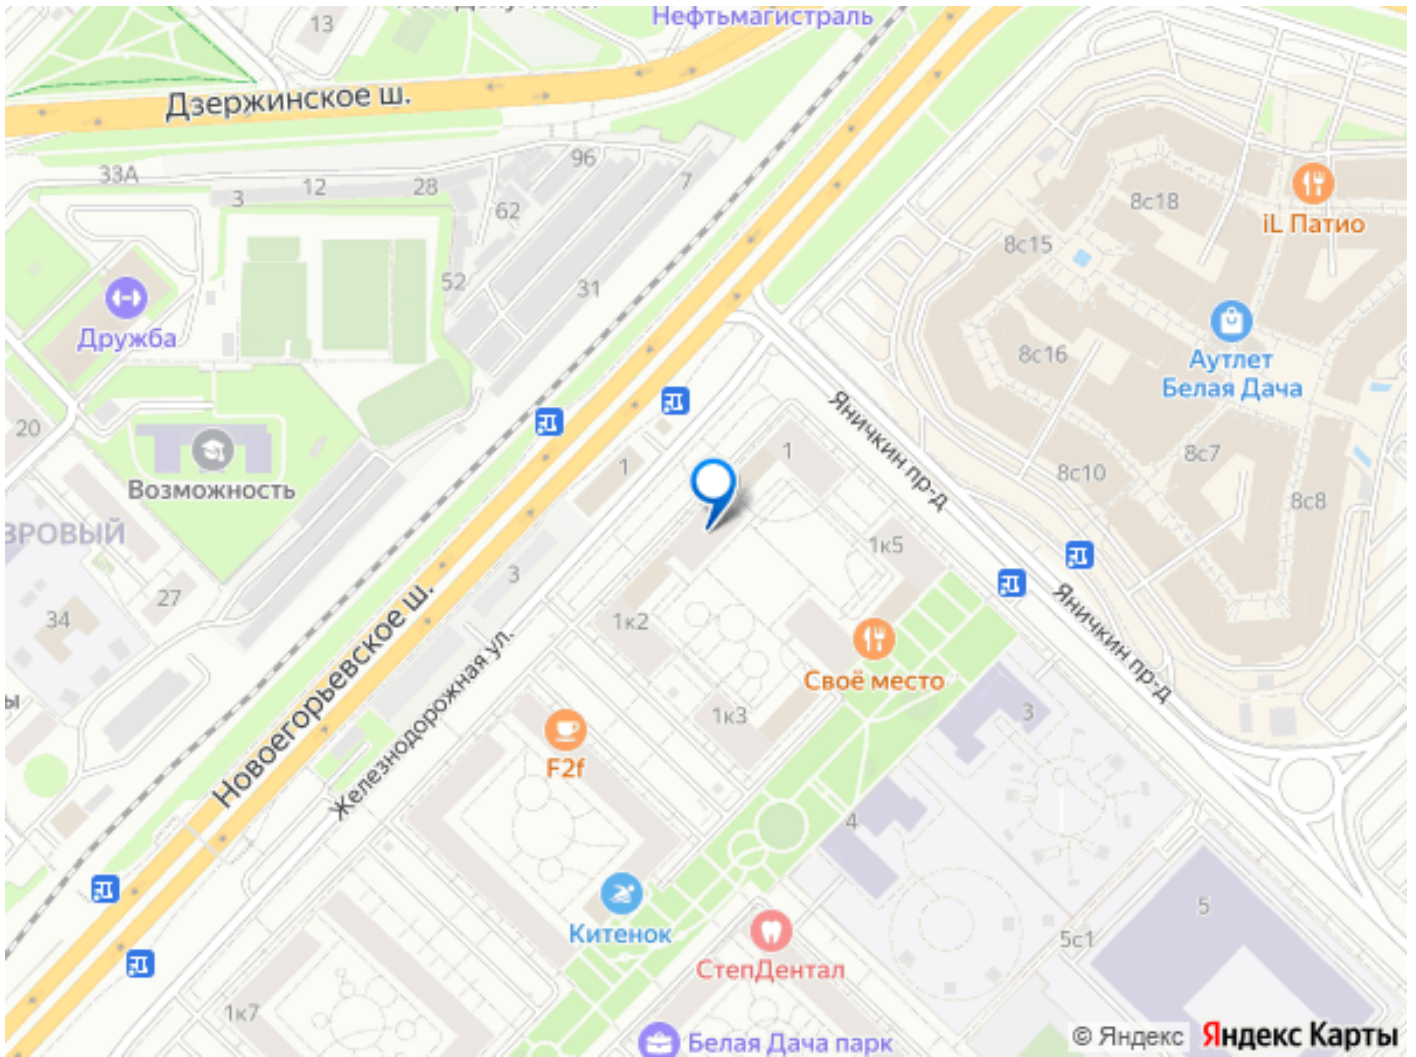 13
Нефтьмагистраль
Дзержинское ш.
33А
3
12
28
96
7
62
52
31
8с18
iL Патио
8с15
Дружба
8с16
Аутлет
Белая Дача
20
Возможность
1
1
Яничкин пр-д
8с10
8с7
8с8
ЗРОВЫЙ
34
27
3
1к5
1к2
Новоегорьевское ш.
Железнодорожная ул.
Своё место
Яничкин пр-д
ы
1к3
3
F2f
4
Китенок
5
5с1
СтепДентал
1к7
Белая Дача парк
© Яндекс Яндекс Карты